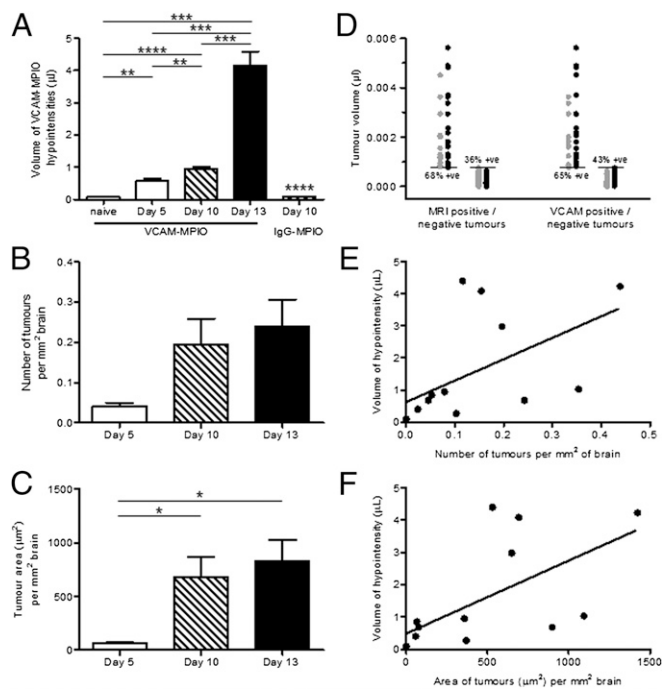 A
***
***
****
***
**
**
****
Volume of VCAM-MPIO
hypointensities (µl)
5
4
3
2
1
0
naive
Day 5
Day 10
Day 13
Day 10
VCAM-MPIO
IgG-MPIO
D
Tumour volume (µl)
0.006
0.004
0.002
0.000
68% +ve
36% +ve
65% +ve
43% +ve
MRI positive /
negative tumours
VCAM positive /
negative tumours
B
Number of tumours
per mm² brain
0.4
0.3
0.2
0.1
0.0
Day 5
Day 10
Day 13
E
Volume of hypointensity (µL)
5
4
3
2
1
0
0.0
0.1
0.2
0.3
0.4
0.5
Number of tumours per mm² of brain
C
*
*
Tumour area (µm²)
per mm² brain
1500
1000
500
0
Day 5
Day 10
Day 13
F
Volume of hypointensity (µL)
5
4
3
2
1
0
0
500
1000
1500
Area of tumours (µm²) per mm² brain